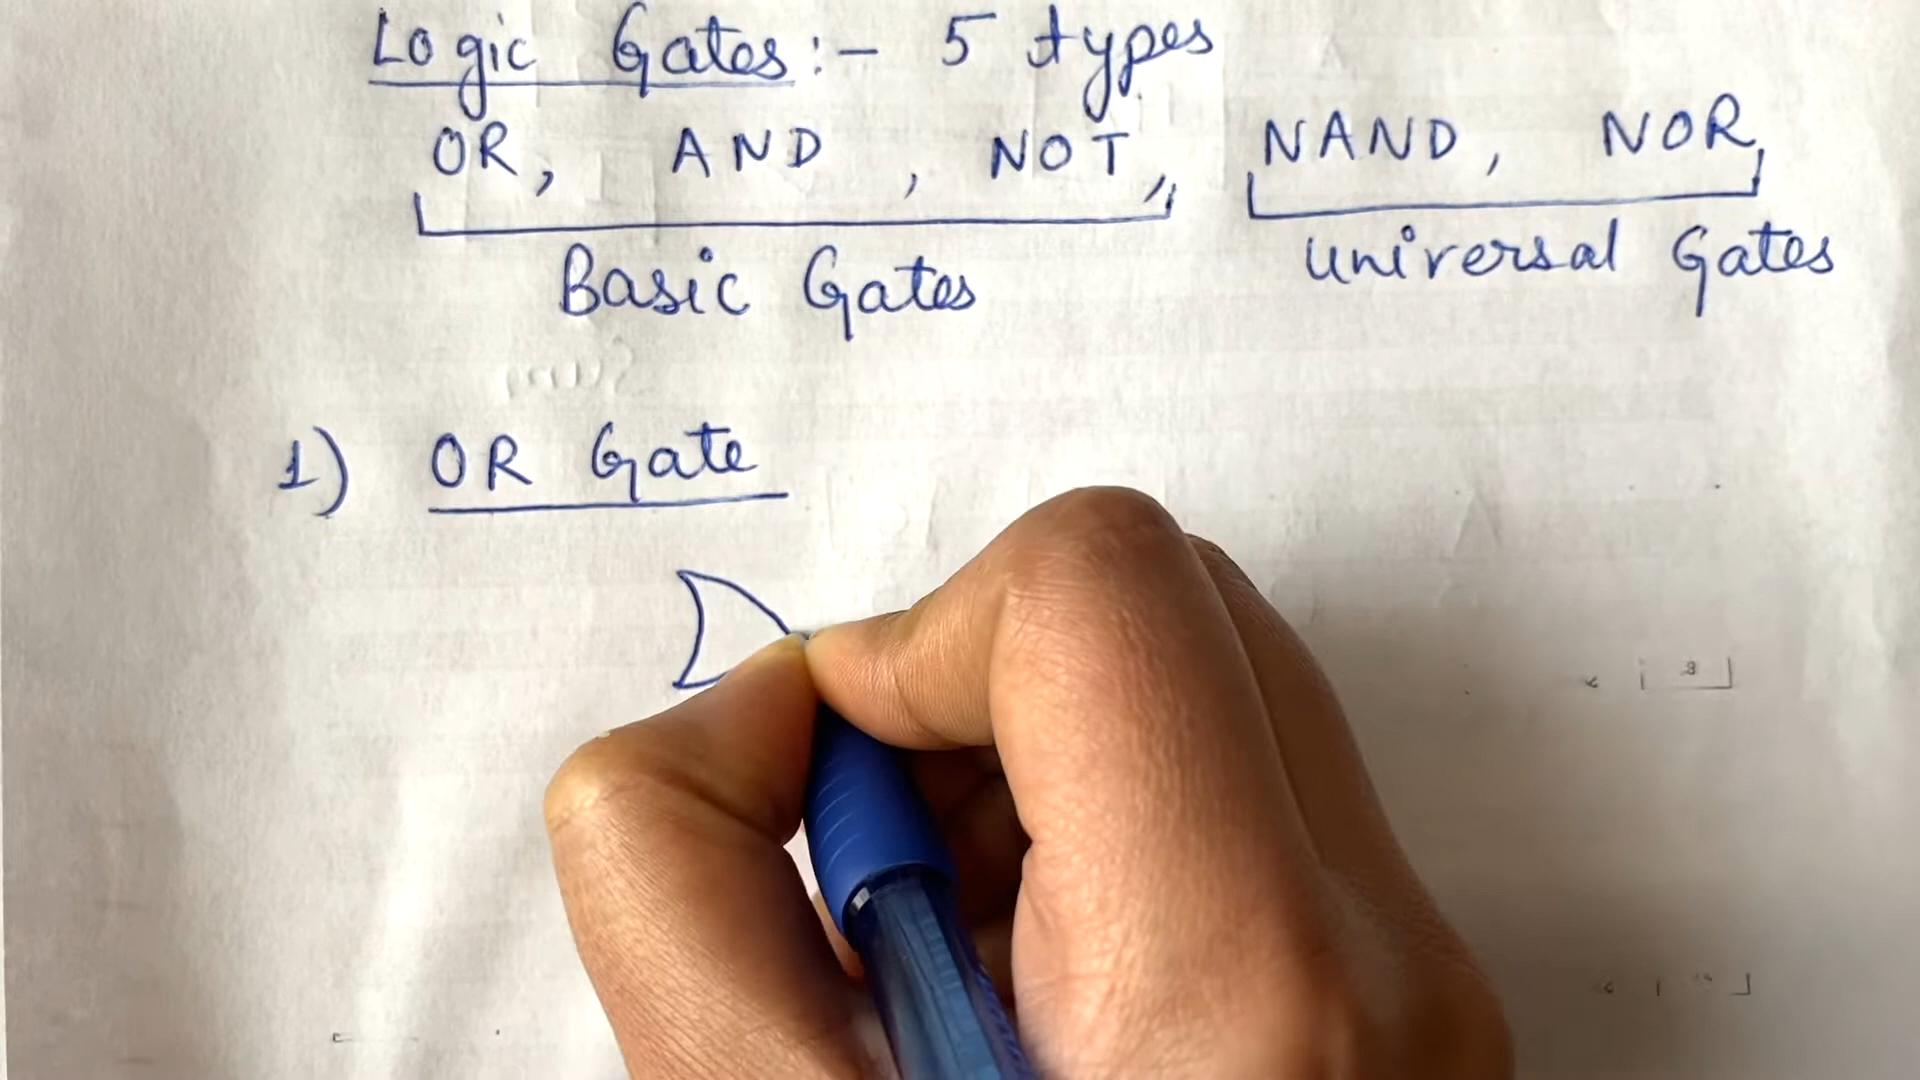 Logic Gates:- 5 types
OR, AND, NOT, NAND, NOR,
Basic Gates universal Gates
1) OR Gate